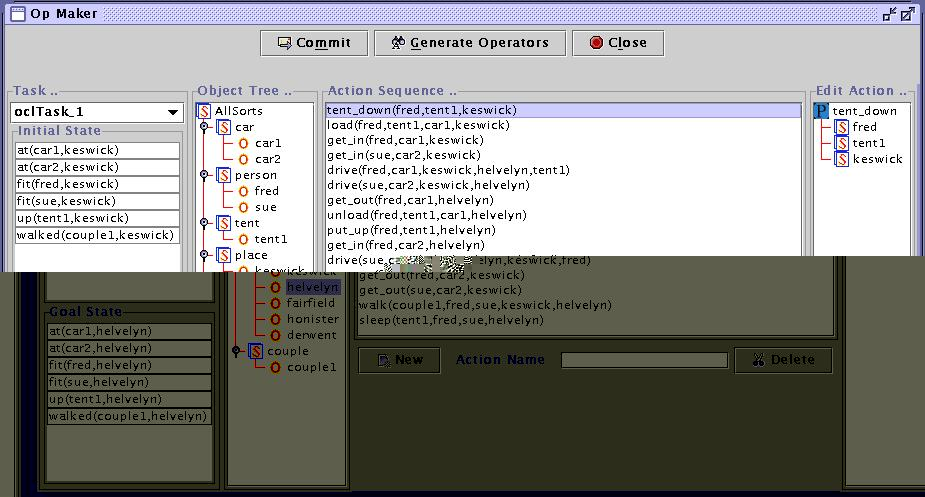 Op Maker
Commit
Generate Operators
Close
Task ..
oclTask_1
Initial State
at(car1,keswick)
at(car2,keswick)
fit(fred,keswick)
fit(sue,keswick)
up(tent1,keswick)
walked(couple1,keswick)
Goal State
at(car1,helvelyn)
at(car2,helvelyn)
fit(fred,helvelyn)
fit(sue,helvelyn)
up(tent1,helvelyn)
walked(couple1,helvelyn)
Object Tree ..
AllSorts
car
car1
car2
person
fred
sue
tent
tent1
place
keswick
helvelyn
fairfield
honister
derwent
couple
couple1
Action Sequence ..
tent_down(fred,tent1,keswick)
load(fred,tent1,car1,keswick)
get_in(fred,car1,keswick)
get_in(sue,car2,keswick)
drive(fred,car1,keswick,helvelyn,tent1)
drive(sue,car2,keswick,helvelyn)
get_out(fred,car1,helvelyn)
unload(fred,tent1,car1,helvelyn)
put_up(fred,tent1,helvelyn)
get_in(fred,car2,helvelyn)
drive(sue,c elyn,keswick,fred)
get_out(fred,car2,keswick)
get_out(sue,car2,keswick)
walk(couple1,fred,sue,keswick,helvelyn)
sleep(tent1,fred,sue,helvelyn)
New
Action Name
Delete
Edit Action ..
tent_down
fred
tent1
keswick